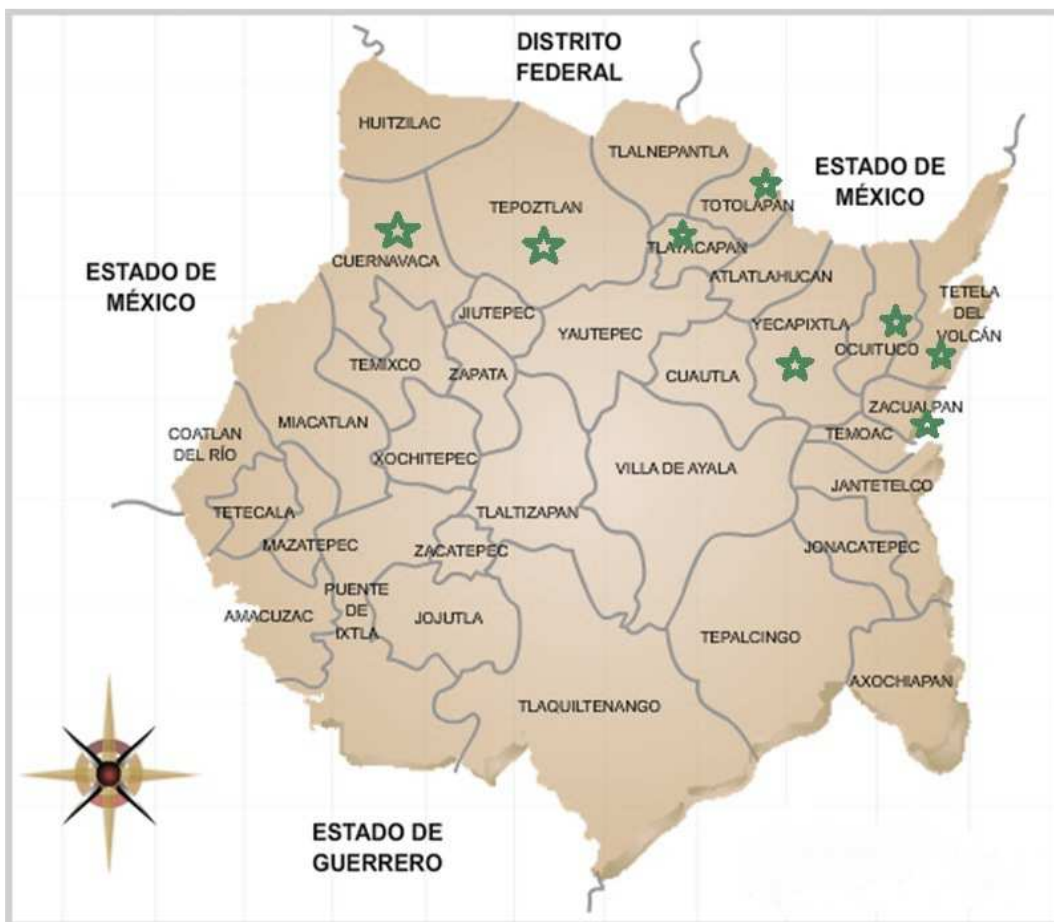 DISTRITO
FEDERAL
HUITZILAC
TLALNEPANTLA
ESTADO DE
MÉXICO
TEPOZTLAN
TOTOLAPAN
TLAYACAPAN
CUERNAVACA
ATLATLAHUCAN
ESTADO DE
MÉXICO
TETELA
DEL
VOLCÁN
JIUTEPEC
YAUTEPEC
YECAPIXTLA
OCUITUCO
TEMIXCO
ZAPATA
CUAUTLA
ZACUALPAN
MIACATLAN
TEMOAC
COATLAN
DEL RÍO
XOCHITEPEC
VILLA DE AYALA
JANTETELCO
TETECALA
TLALTIZAPAN
MAZATEPEC
ZACATEPEC
JONACATEPEC
PUENTE
DE
IXTLA
AMACUZAC
JOJUTLA
TEPALCINGO
AXOCHIAPAN
TLAQUILTENANGO
ESTADO DE
GUERRERO